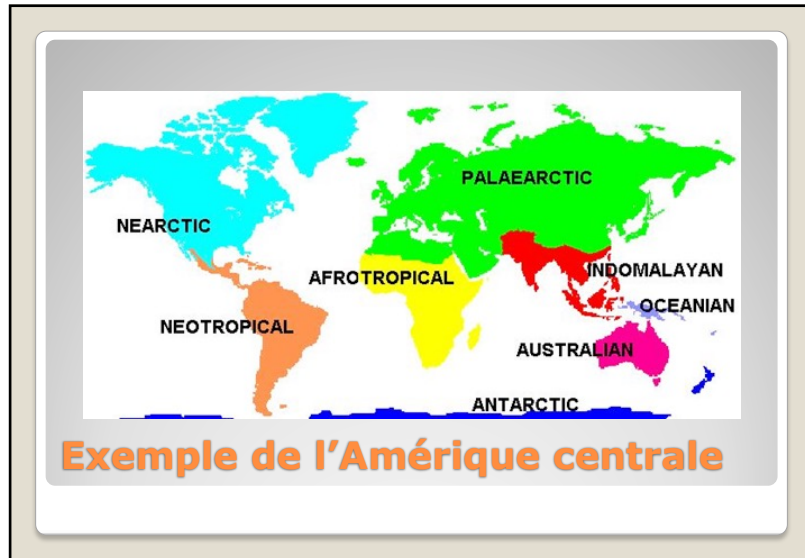 PALAEARCTIC
NEARCTIC
AFROTROPICAL
INDOMALAYAN
OCEANIAN
NEOTROPICAL
AUSTRALIAN
ANTARCTIC
Exemple de l’Amérique centrale